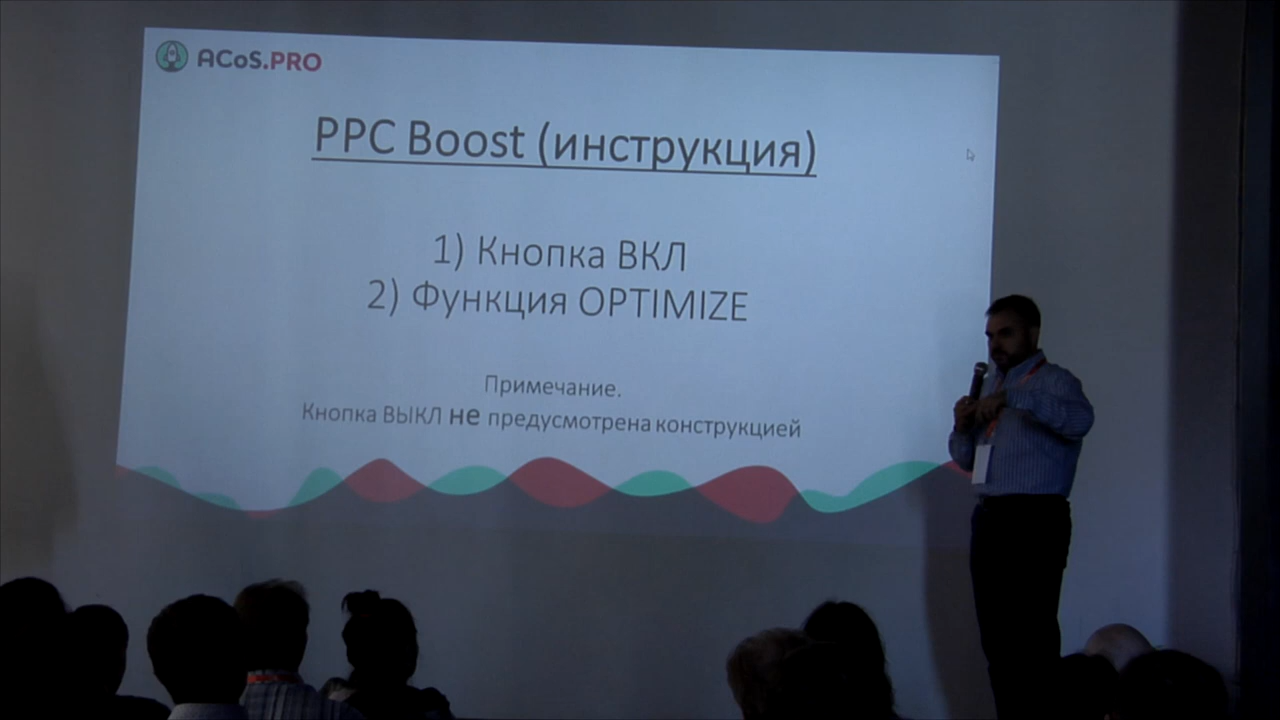 ACoS.PRO
PPC Boost (инструкция)
1) Кнопка ВКЛ
2) Функция OPTIMIZE
Примечание.
Кнопка ВЫКЛ не предусмотрена конструкцией